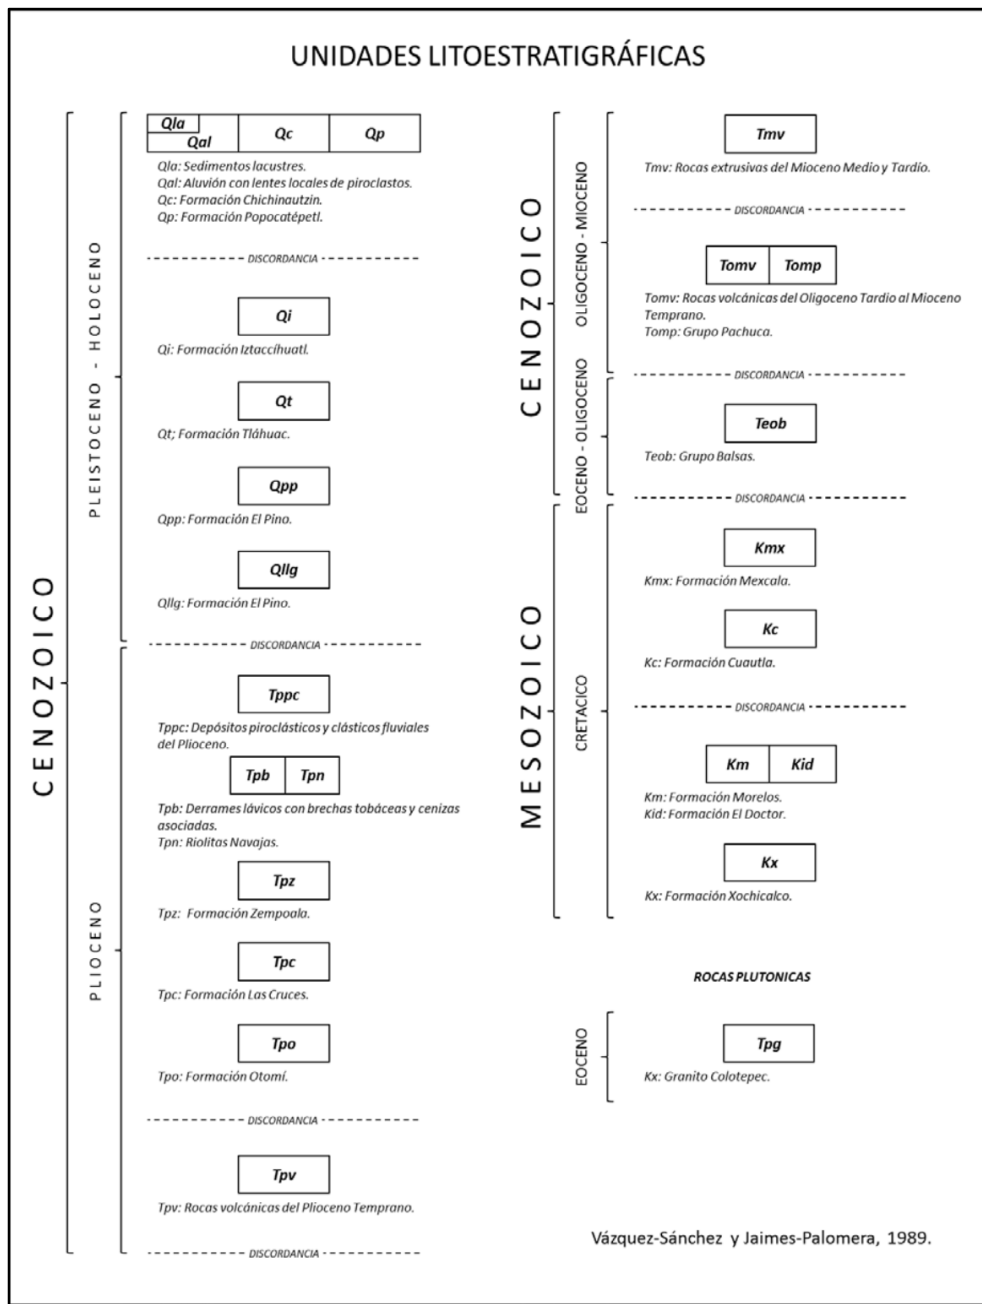 UNIDADES LITOESTRATIGRÁFICAS
CENOZOICO
PLEISTOCENO - HOLOCENO
Qla
Qal
Qc
Qp
Qla: Sedimentos lacustres.
Qal: Aluvión con lentes locales de piroclastos.
Qc: Formación Chichinautzin.
Qp: Formación Popocatépetl.
DISCORDANCIA
Qi
Qi: Formación Iztaccíhuatl.
Qt
Qt; Formación Tláhuac.
Qpp
Qpp: Formación El Pino.
Qllg
Qllg: Formación El Pino.
DISCORDANCIA
PLIOCENO
Tppc
Tppc: Depósitos piroclásticos y clásticos fluviales
del Plioceno.
Tpb
Tpn
Tpb: Derrames lávicos con brechas tobáceas y cenizas
asociadas.
Tpn: Riolitas Navajas.
Tpz
Tpz: Formación Zempoala.
Tpc
Tpc: Formación Las Cruces.
Tpo
Tpo: Formación Otomí.
DISCORDANCIA
Tpv
Tpv: Rocas volcánicas del Plioceno Temprano.
DISCORDANCIA
CENOZOICO
OLIGOCENO - MIOCENO
Tmv
Tmv: Rocas extrusivas del Mioceno Medio y Tardío.
DISCORDANCIA
Tomv
Tomp
Tomv: Rocas volcánicas del Oligoceno Tardio al Mioceno
Temprano.
Tomp: Grupo Pachuca.
DISCORDANCIA
EOCENO - OLIGOCENO
Teob
Teob: Grupo Balsas.
DISCORDANCIA
MESOZOICO
CRETACICO
Kmx
Kmx: Formación Mexcala.
Kc
Kc: Formación Cuautla.
DISCORDANCIA
Km
Kid
Km: Formación Morelos.
Kid: Formación El Doctor.
Kx
Kx: Formación Xochicalco.
ROCAS PLUTONICAS
EOCENO
Tpg
Kx: Granito Colotepec.
Vázquez-Sánchez y Jaimes-Palomera, 1989.